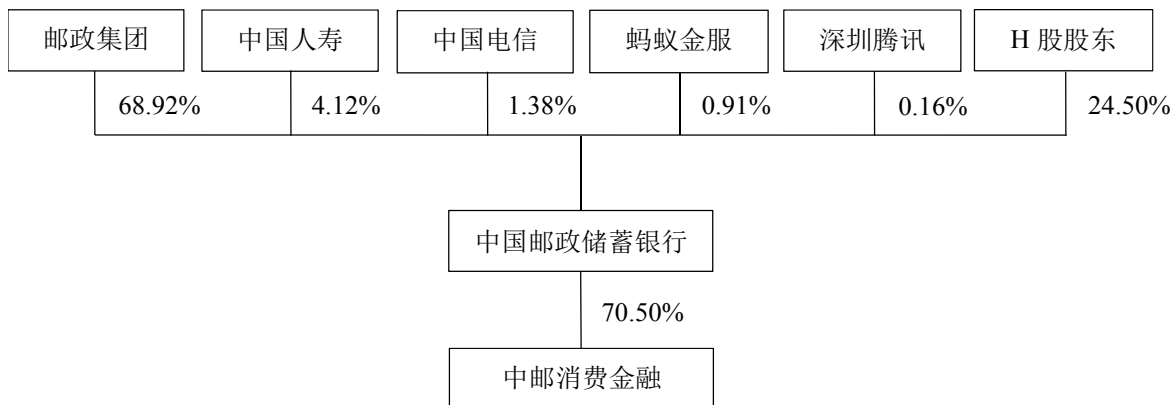 邮政集团
中国人寿
中国电信
蚂蚁金服
深圳腾讯
H 股股东
68.92%
4.12%
1.38%
0.91%
0.16%
24.50%
中国邮政储蓄银行
70.50%
中邮消费金融